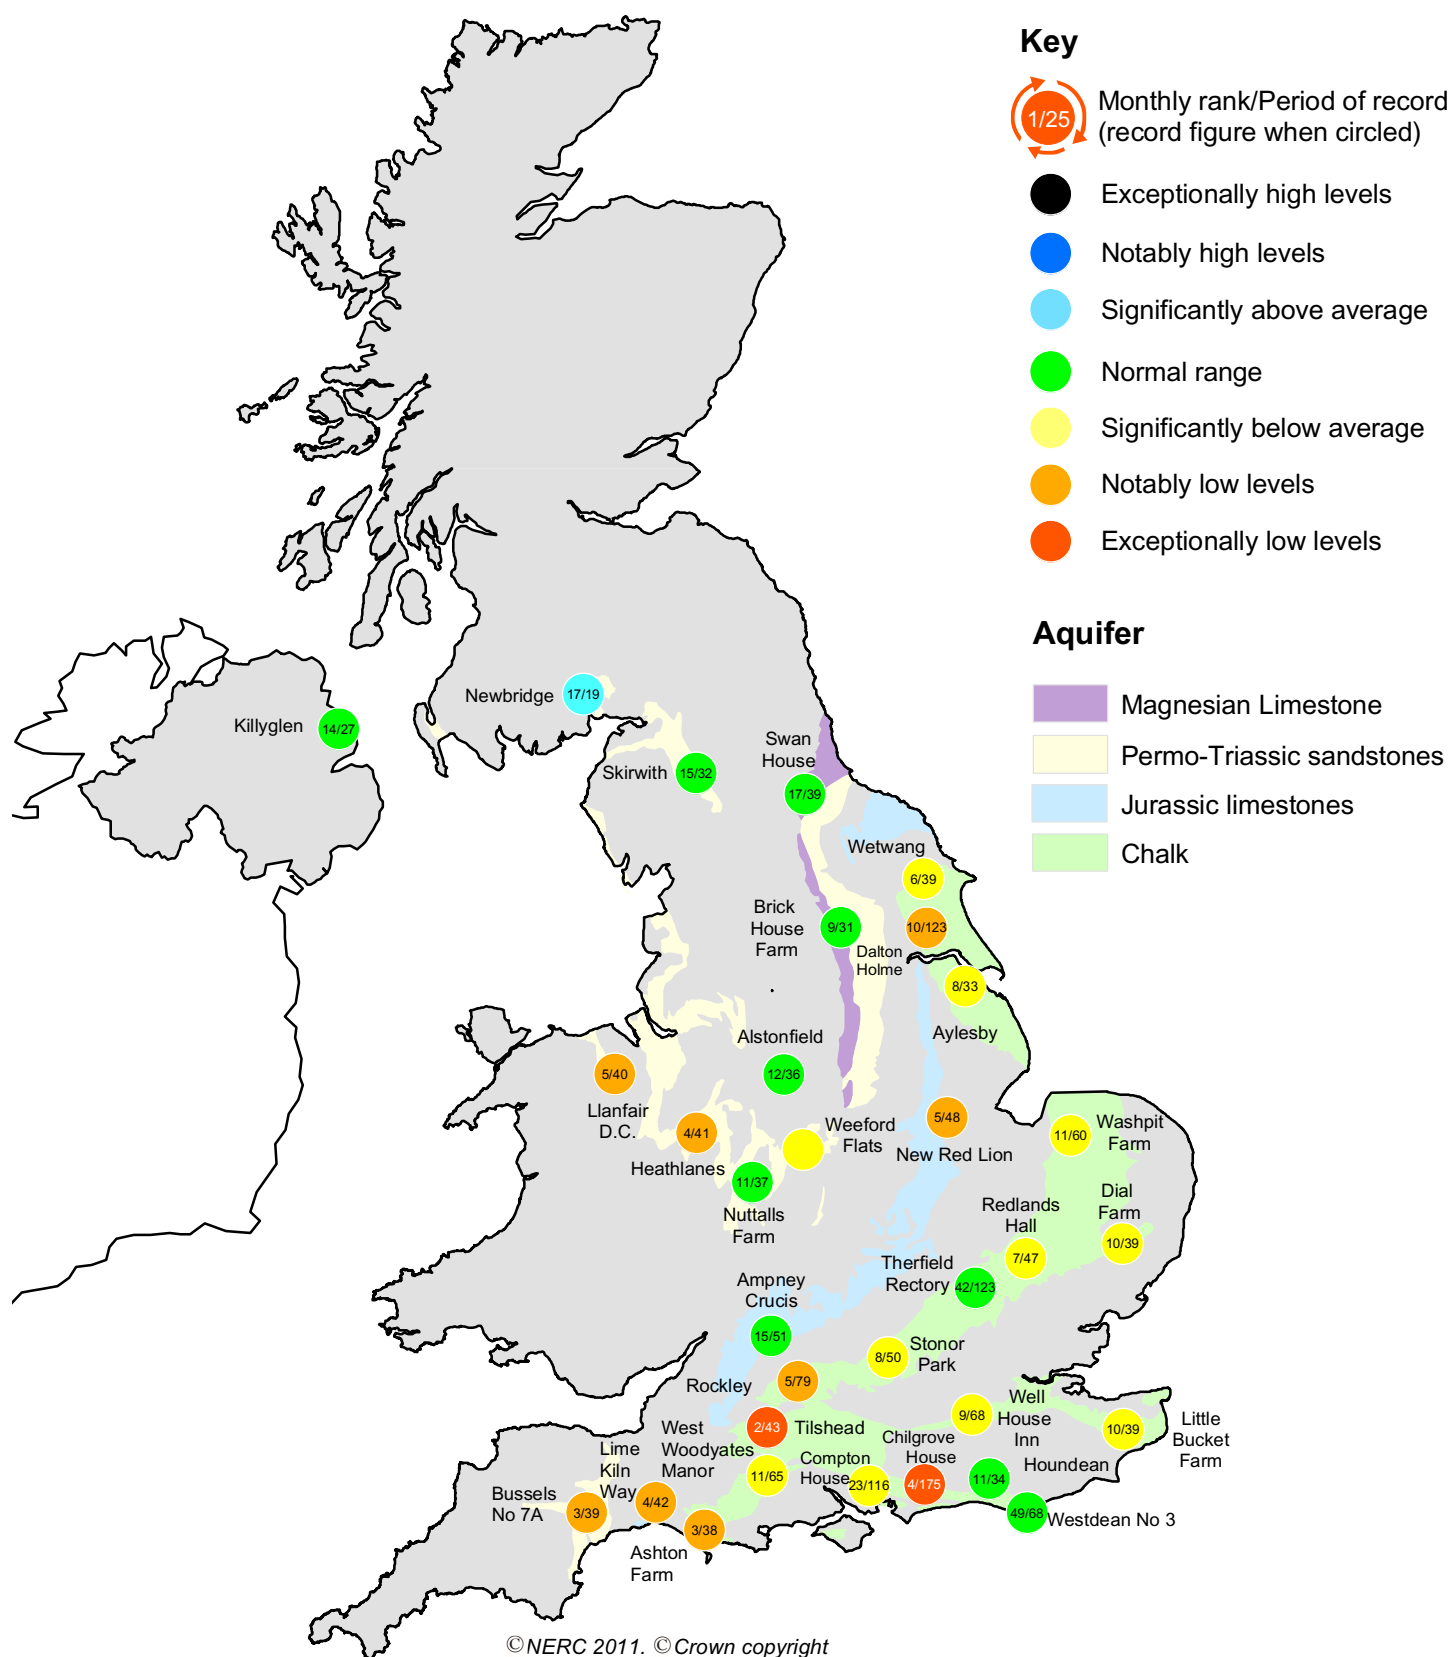 Key
1/25
Monthly rank/Period of record
(record figure when circled)
Exceptionally high levels
Notably high levels
Significantly above average
Normal range
Significantly below average
Notably low levels
Exceptionally low levels
Aquifer
Magnesian Limestone
Permo-Triassic sandstones
Jurassic limestones
Chalk
Newbridge
17/19
Killyglen
14/27
Skirwith
15/32
Swan
House
17/39
Wetwang
6/39
Brick
House
Farm
9/31
10/123
Dalton
Holme
8/33
Aylesby
Alstonfield
12/36
5/40
Llanfair
D.C.
4/41
Heathlanes
Weeford
Flats
11/37
Nuttalls
Farm
5/48
New Red Lion
11/60
Washpit
Farm
Dial
Farm
10/39
Redlands
Hall
7/47
Therfield
Rectory
42/123
Ampney
Crucis
15/51
8/50
Stonor
Park
Rockley
5/79
2/43
Tilshead
West
Woodyates
Manor
11/65
Compton
House
23/116
Chilgrove
House
4/175
Well
House
Inn
9/68
10/39
Little
Bucket
Farm
Houndean
11/34
49/68
Westdean No 3
Lime
Kiln
Way
4/42
Bussels
No 7A
3/39
3/38
Ashton
Farm
©NERC 2011. ©Crown copyright